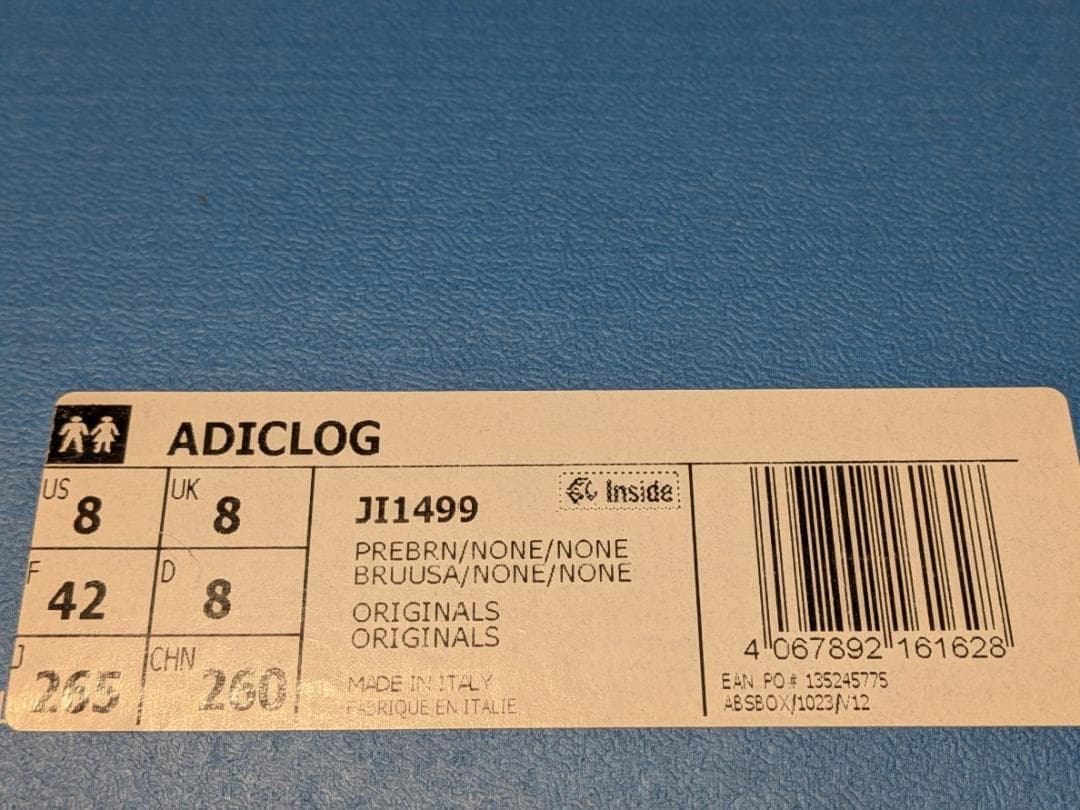 ADICLOG
US 8 UK 8
F 42 D 8
J 265 CHN 260
JI1499
Inside
PREBRN/NONE/NONE
BRUUSA/NONE/NONE
ORIGINALS
ORIGINALS
MADE IN ITALY
FABRIQUE EN ITALIE
4 067892 161628
EAN PO# 135245775
ABSBOX/1023/V12